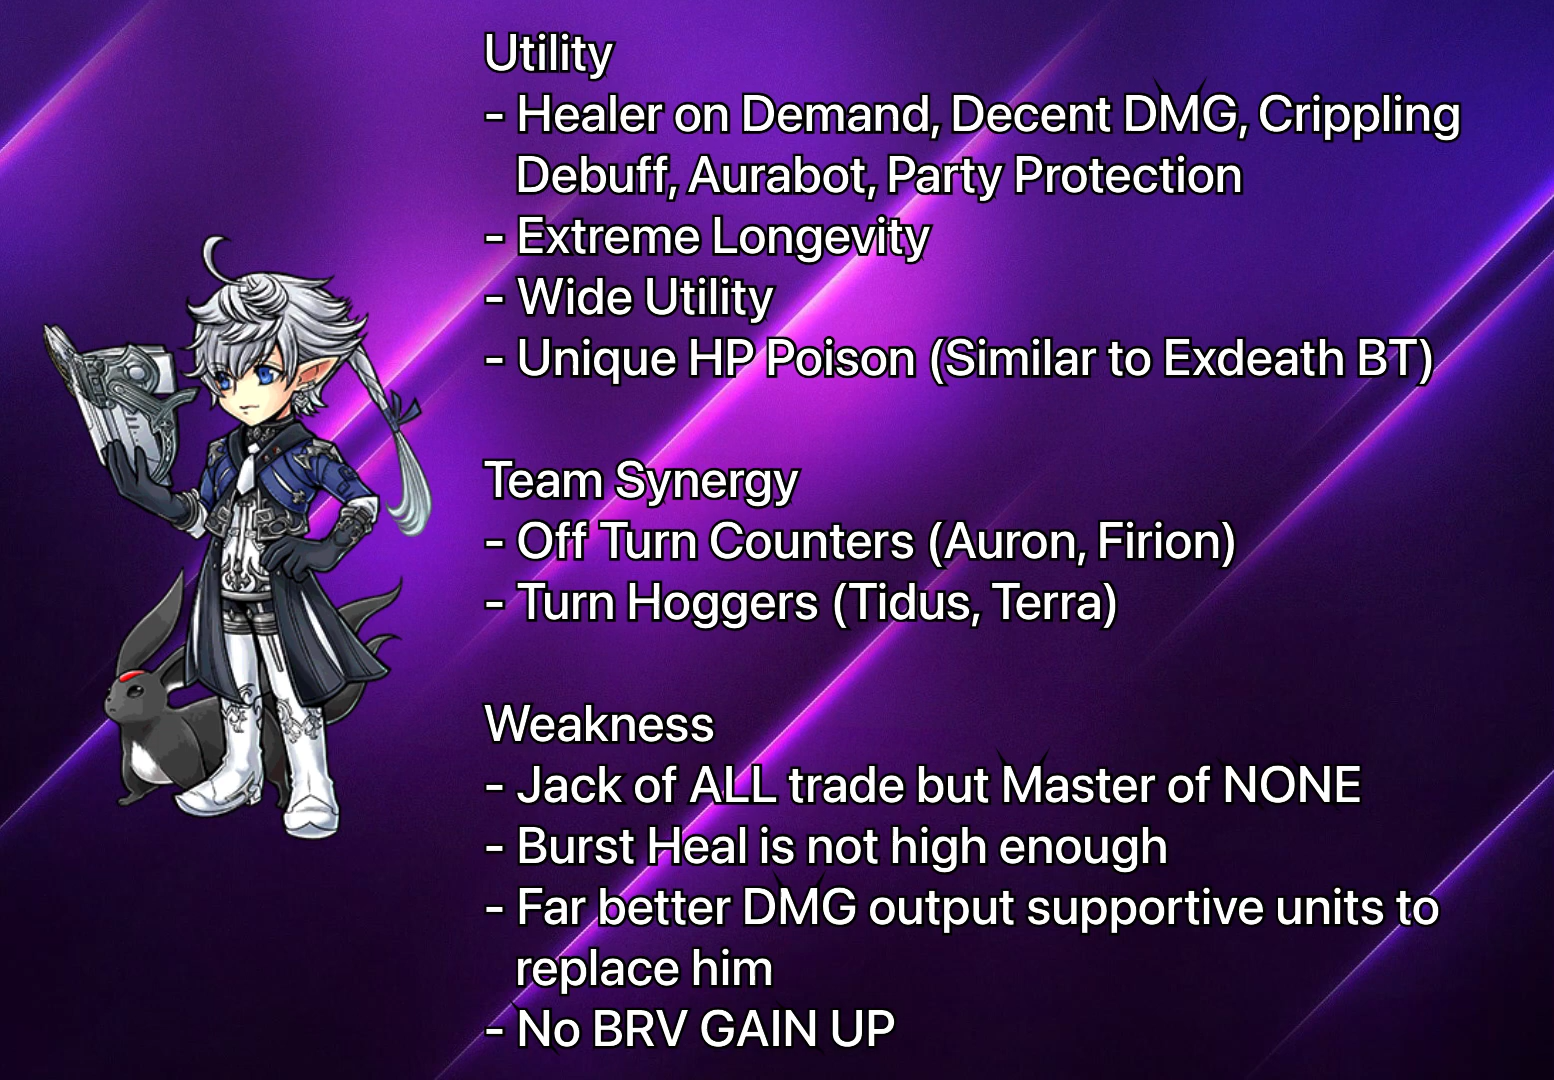 Utility
- Healer on Demand, Decent DMG, Crippling
Debuff, Aurabot, Party Protection
- Extreme Longevity
- Wide Utility
- Unique HP Poison (Similar to Exdeath BT)
Team Synergy
- Off Turn Counters (Auron, Firion)
- Turn Hoggers (Tidus, Terra)
Weakness
- Jack of ALL trade but Master of NONE
- Burst Heal is not high enough
- Far better DMG output supportive units to
replace him
- No BRV GAIN UP